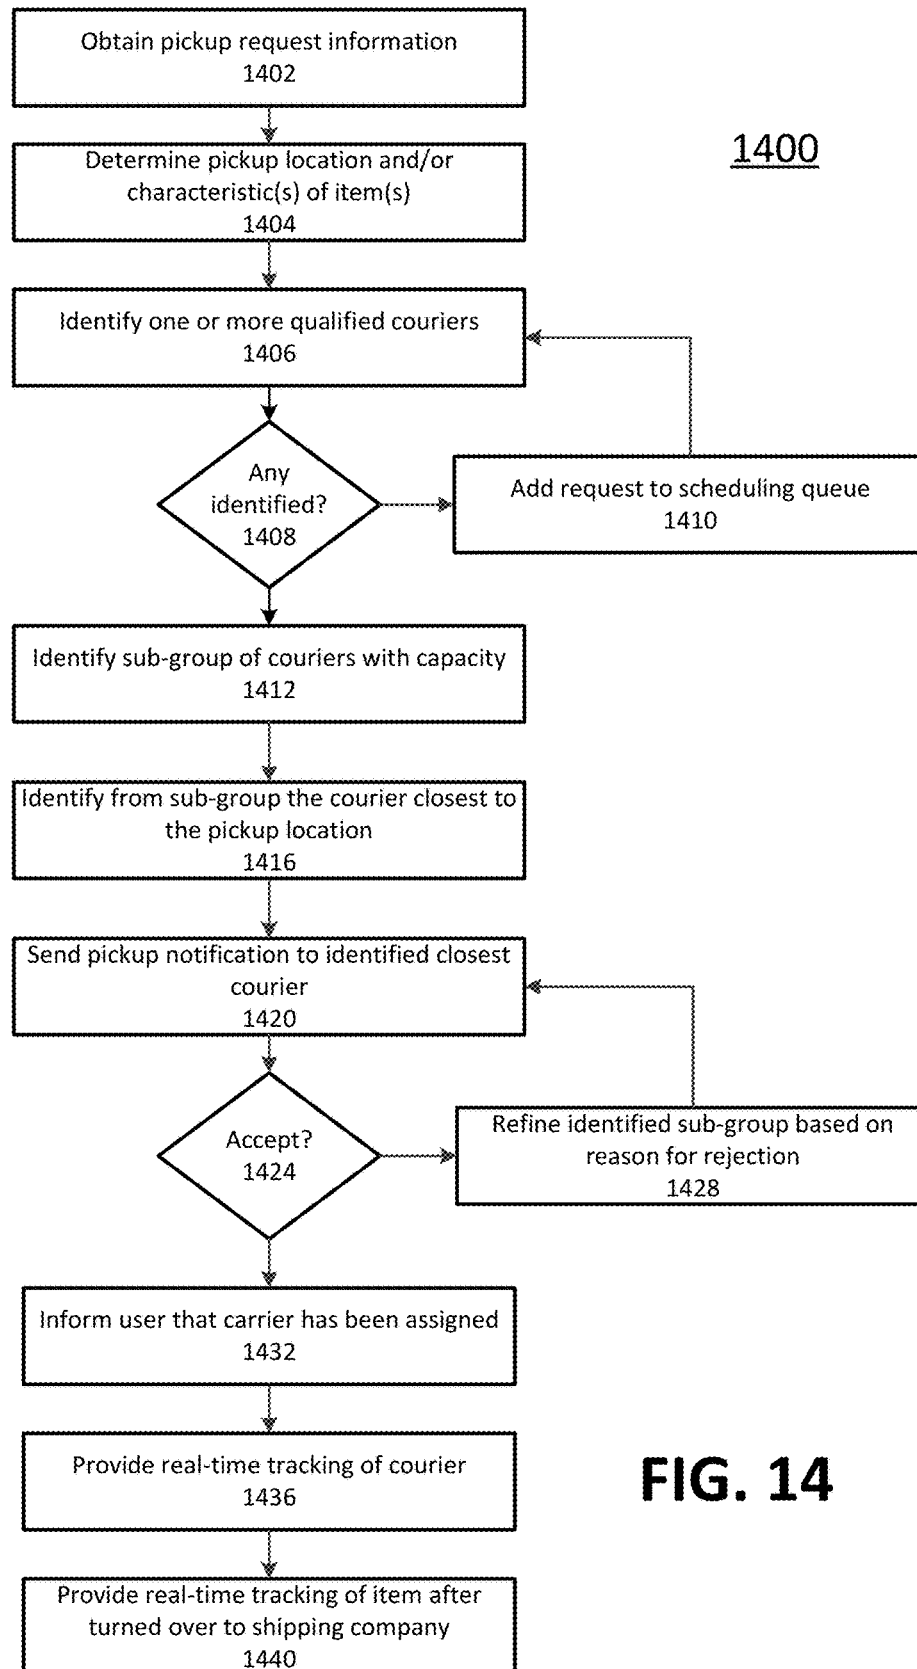 Obtain pickup request information
1402
1400
Determine pickup location and/or
characteristic(s) of item(s)
1404
Identify one or more qualified couriers
1406
Any
identified?
1408
Add request to scheduling queue
1410
Identify sub-group of couriers with capacity
1412
Identify from sub-group the courier closest to
the pickup location
1416
Send pickup notification to identified closest
courier
1420
Accept?
1424
Refine identified sub-group based on
reason for rejection
1428
Inform user that carrier has been assigned
1432
Provide real-time tracking of courier
1436
FIG. 14
Provide real-time tracking of item after
turned over to shipping company
1440